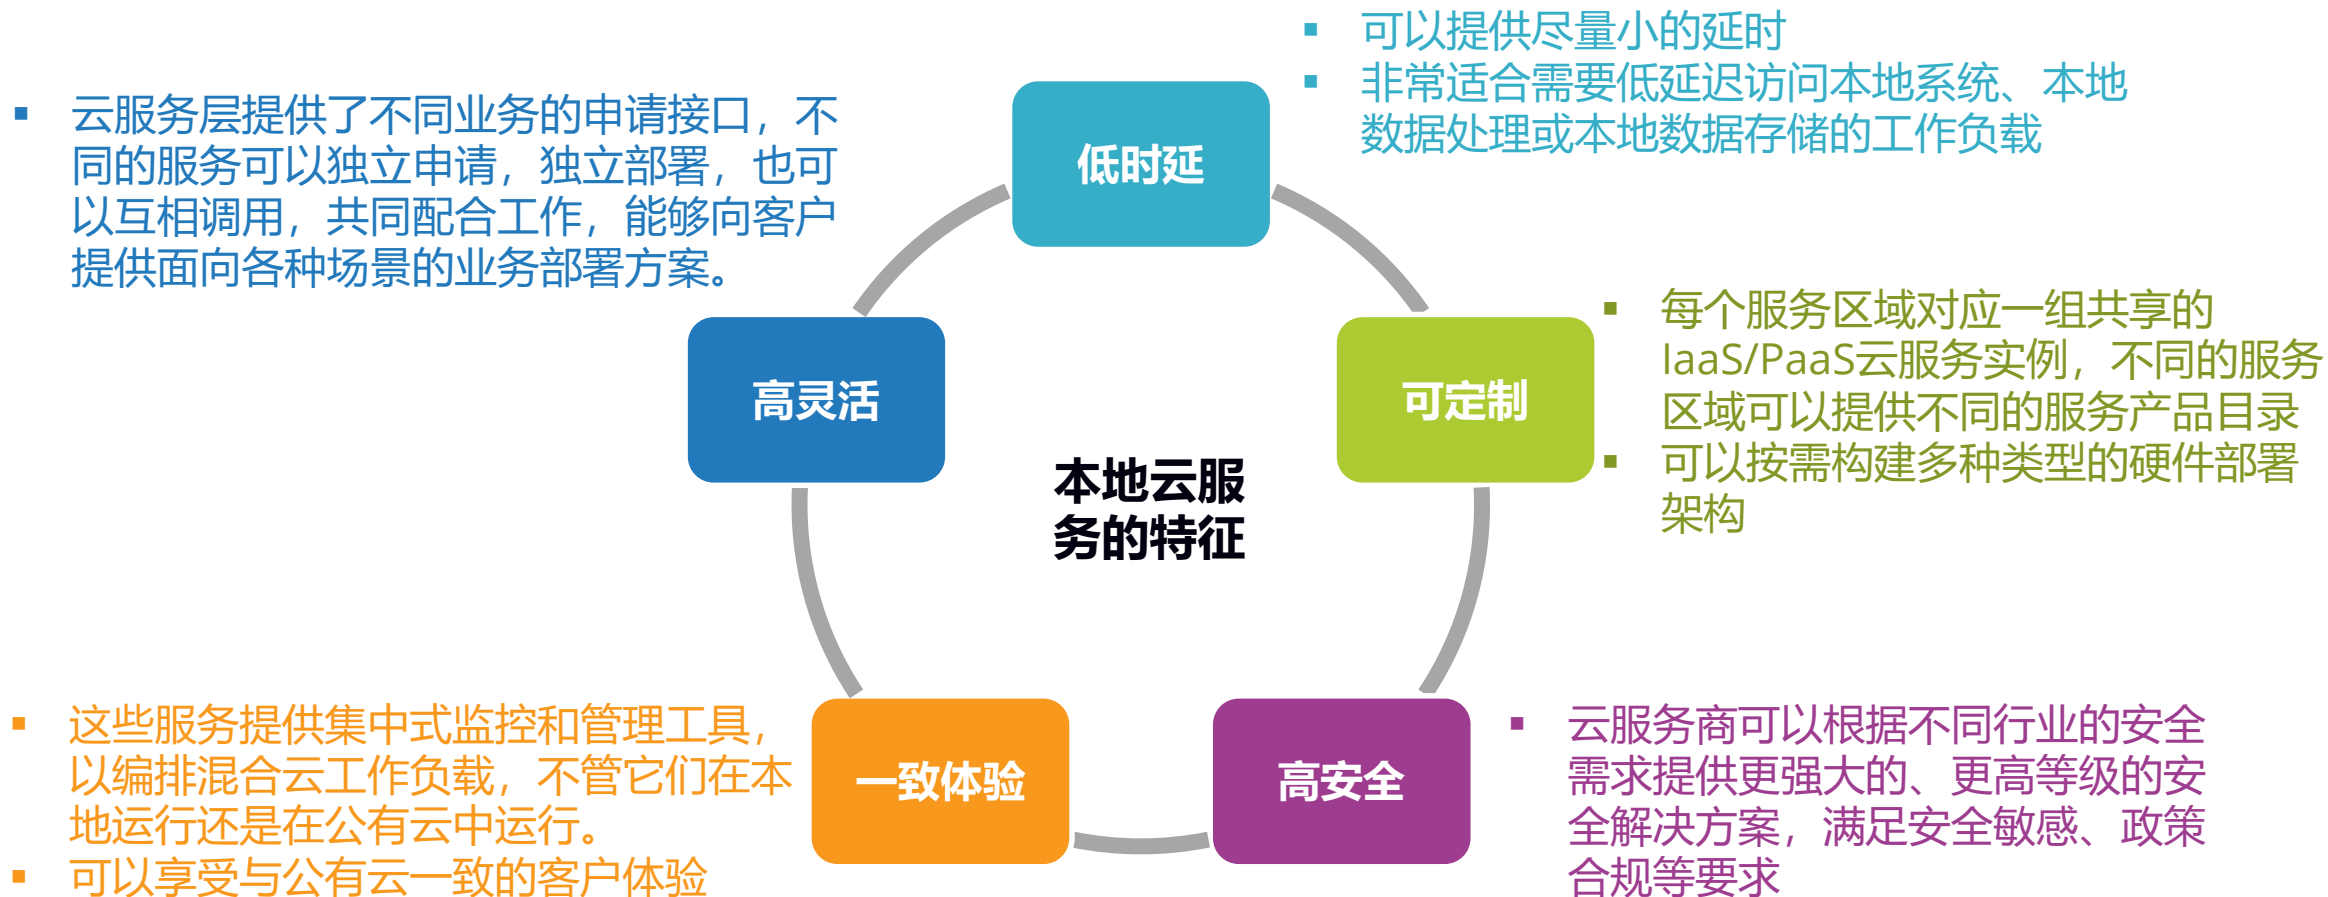 ▪ 可以提供尽量小的延时
▪ 非常适合需要低延迟访问本地系统、本地
数据处理或本地数据存储的工作负载
低时延
▪ 云服务层提供了不同业务的申请接口，不
同的服务可以独立申请，独立部署，也可
以互相调用，共同配合工作，能够向客户
提供面向各种场景的业务部署方案。
高灵活
可定制
▪ 每个服务区域对应一组共享的
IaaS/PaaS云服务实例，不同的服务
区域可以提供不同的服务产品目录
▪ 可以按需构建多种类型的硬件部署
架构
本地云服
务的特征
▪ 这些服务提供集中式监控和管理工具，
以编排混合云工作负载，不管它们在本
地运行还是在公有云中运行。
▪ 可以享受与公有云一致的客户体验
一致体验
高安全
▪ 云服务商可以根据不同行业的安全
需求提供更强大的、更高等级的安
全解决方案，满足安全敏感、政策
合规等要求